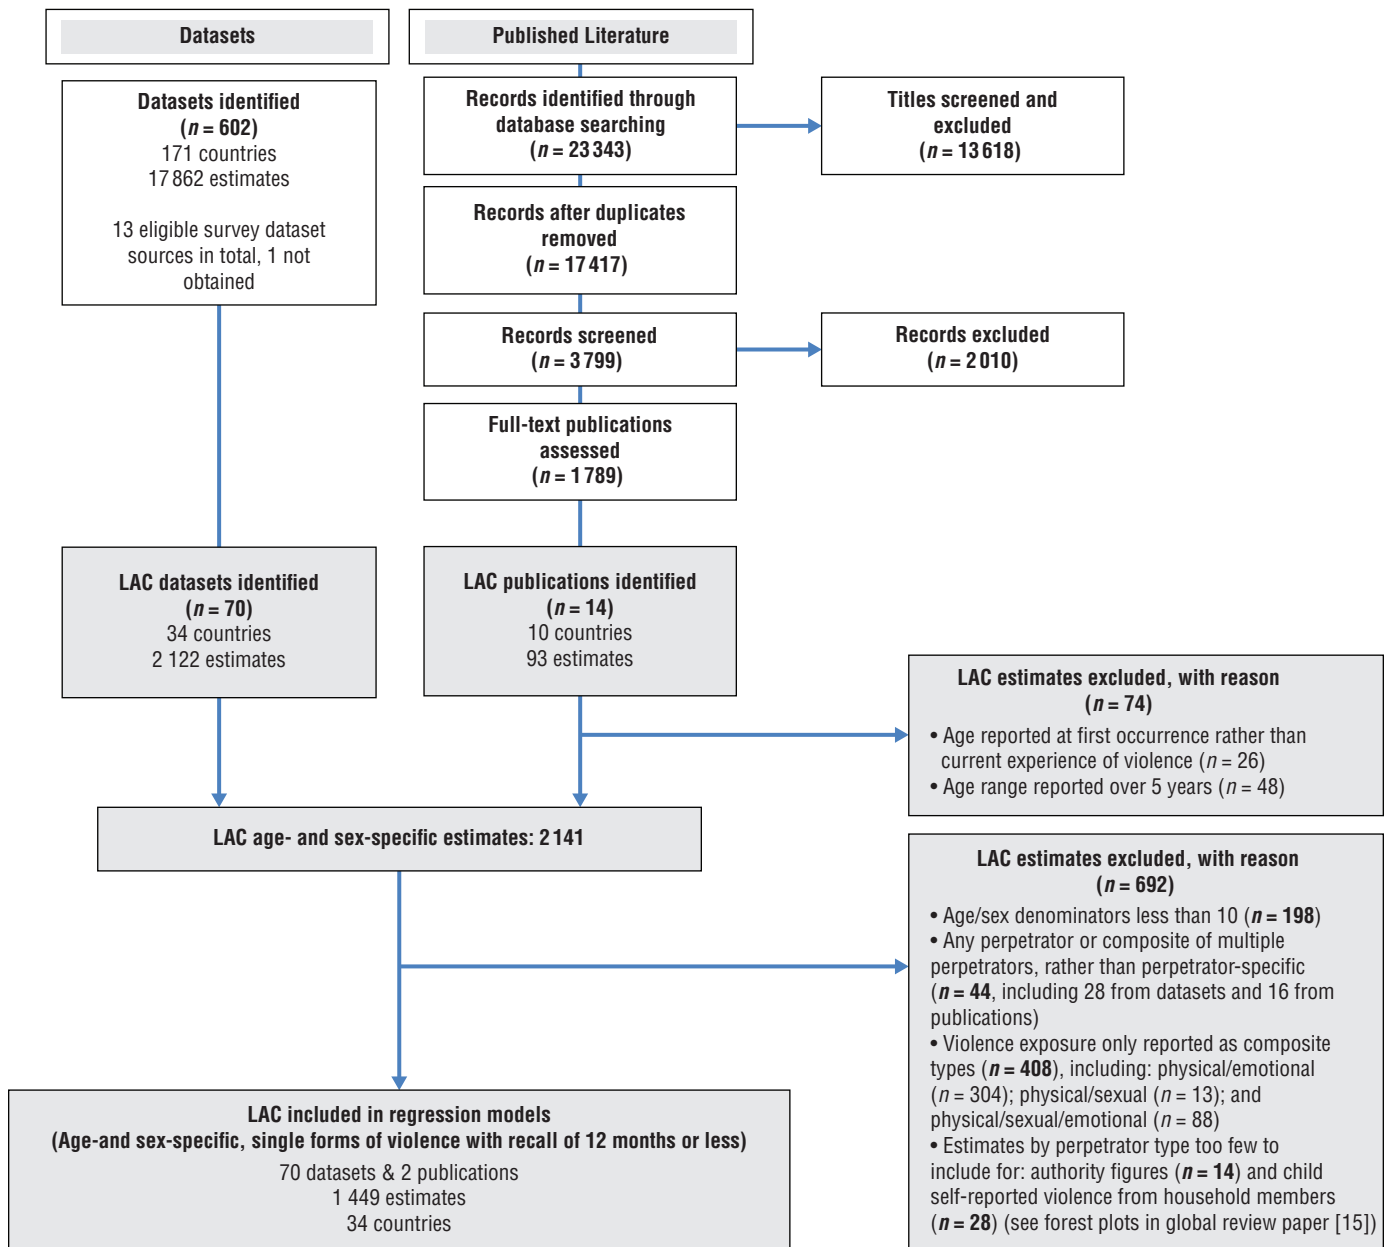 Datasets
Published Literature
Datasets identified
(n = 602)
171 countries
17 862 estimates
13 eligible survey dataset
sources in total, 1 not
obtained
Records identified through
database searching
(n = 23 343)
Titles screened and
excluded
(n = 13 618)
Records after duplicates
removed
(n = 17 417)
Records screened
(n = 3 799)
Records excluded
(n = 2 010)
Full-text publications
assessed
(n = 1 789)
LAC datasets identified
(n = 70)
34 countries
2 122 estimates
LAC publications identified
(n = 14)
10 countries
93 estimates
LAC estimates excluded, with reason
(n = 74)
• Age reported at first occurrence rather than
current experience of violence (n = 26)
• Age range reported over 5 years (n = 48)
LAC age- and sex-specific estimates: 2 141
LAC estimates excluded, with reason
(n = 692)
• Age/sex denominators less than 10 (n = 198)
• Any perpetrator or composite of multiple
perpetrators, rather than perpetrator-specific
(n = 44, including 28 from datasets and 16 from
publications)
• Violence exposure only reported as composite
types (n = 408), including: physical/emotional
(n = 304); physical/sexual (n = 13); and
physical/sexual/emotional (n = 88)
• Estimates by perpetrator type too few to
include for: authority figures (n = 14) and child
self-reported violence from household members
(n = 28) (see forest plots in global review paper [15])
LAC included in regression models
(Age-and sex-specific, single forms of violence with recall of 12 months or less)
70 datasets & 2 publications
1 449 estimates
34 countries